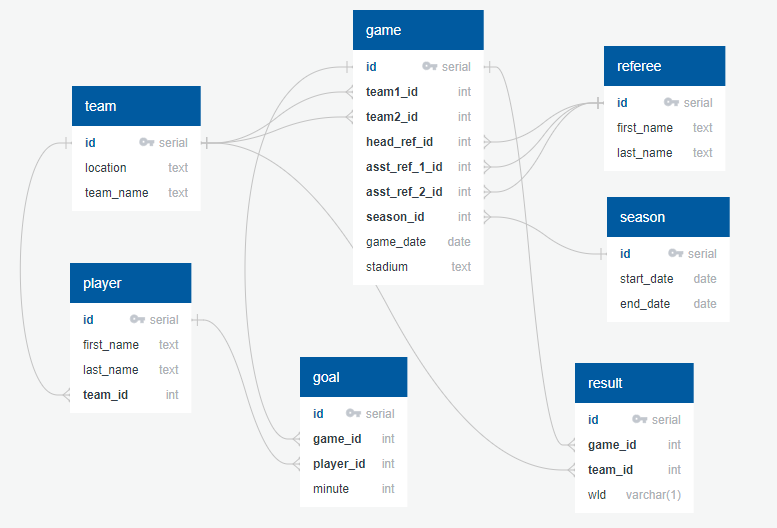 game
id serial
team1_id int
team2_id int
head_ref_id int
asst_ref_1_id int
asst_ref_2_id int
season_id int
game_date date
stadium text
referee
id serial
first_name text
last_name text
team
id serial
location text
team_name text
season
id serial
start_date date
end_date date
player
id serial
first_name text
last_name text
team_id int
goal
id serial
game_id int
player_id int
minute int
result
id serial
game_id int
team_id int
wld varchar(1)